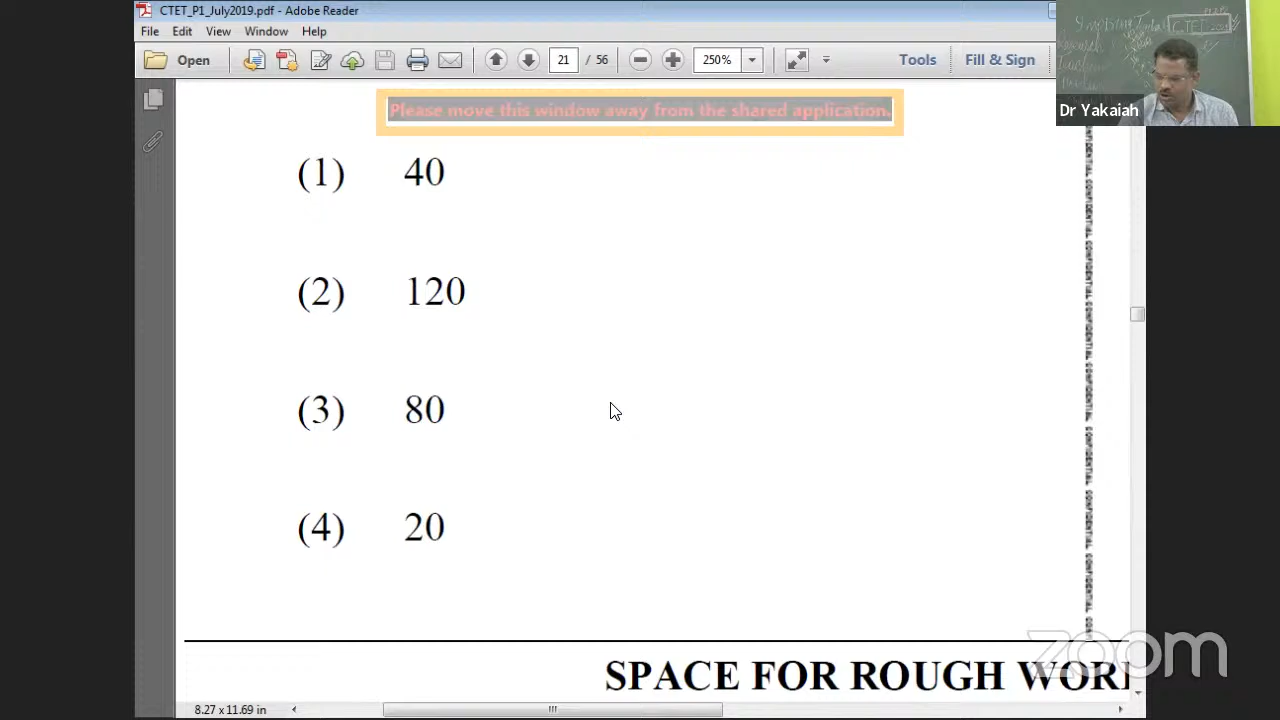 CTET_P1_July2019.pdf - Adobe Reader
File Edit View Window Help
Open 21 / 56 250% Tools Fill & Sign
Please move this window away from the shared application.
Dr Yakaiah
CTET
(1) 40
(2) 120
(3) 80
(4) 20
SPACE FOR ROUGH WOR
zoom
8.27 x 11.69 in